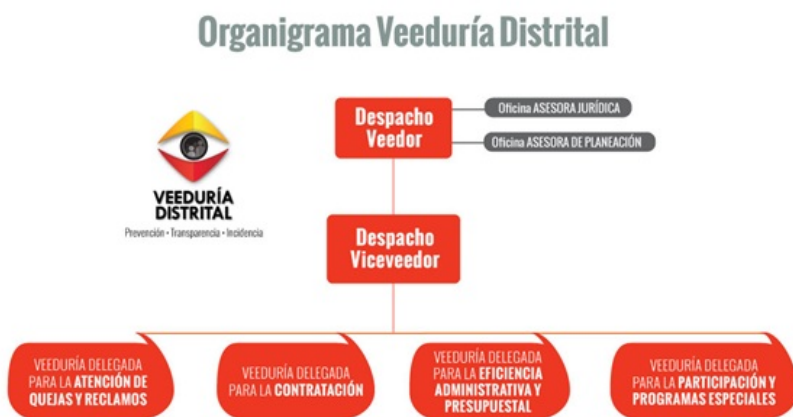 Organigrama Veeduría Distrital
Despacho
Veedor
Oficina ASESORA JURÍDICA
Oficina ASESORA DE PLANEACIÓN
VEEDURÍA
DISTRITAL
Prevención • Transparencia • Incidencia
Despacho
Viceveedor
VEEDURÍA DELEGADA
PARA LA ATENCIÓN DE
QUEJAS Y RECLAMOS
VEEDURÍA DELEGADA
PARA LA CONTRATACIÓN
VEEDURÍA DELEGADA
PARA LA EFICIENCIA
ADMINISTRATIVA Y
PRESUPUESTAL
VEEDURÍA DELEGADA
PARA LA PARTICIPACIÓN Y
PROGRAMAS ESPECIALES